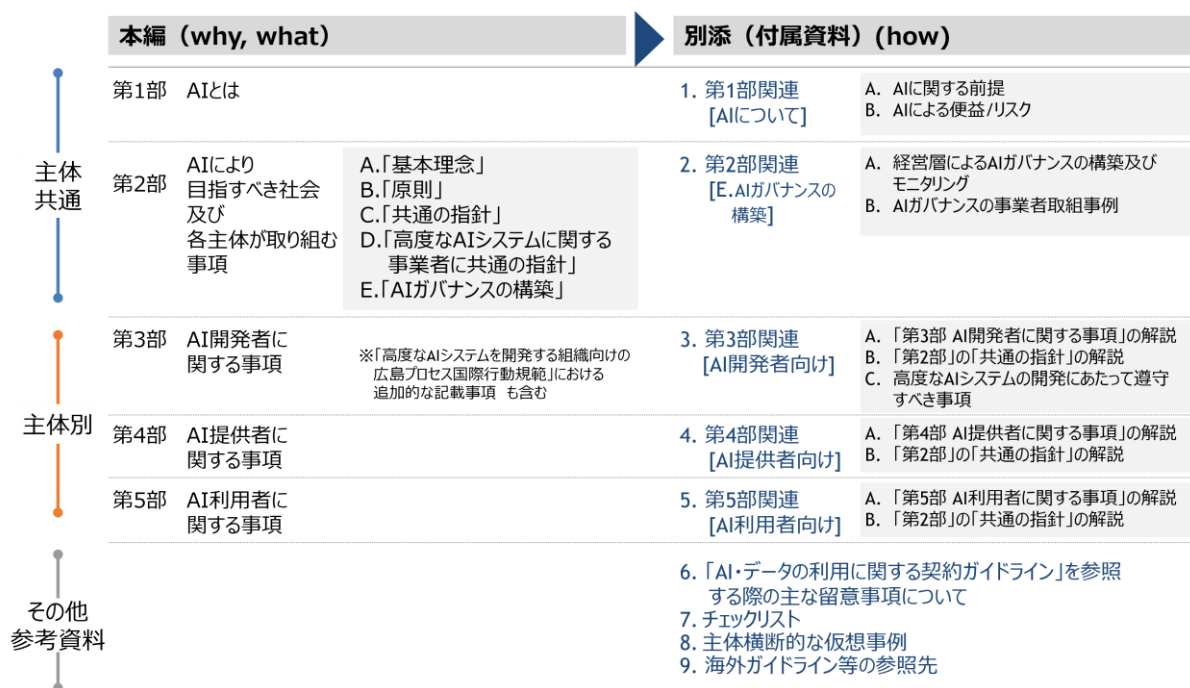 本編（why, what）
別添（付属資料）(how)
主体
共通
第1部 AIとは
1. 第1部関連
[AIについて]
A. AIに関する前提
B. AIによる便益/リスク
第2部 AIにより
目指すべき社会
及び
各主体が取り組む
事項
A.「基本理念」
B.「原則」
C.「共通の指針」
D.「高度なAIシステムに関する
事業者に共通の指針」
E.「AIガバナンスの構築」
2. 第2部関連
[E.AIガバナンスの
構築]
A. 経営層によるAIガバナンスの構築及び
モニタリング
B. AIガバナンスの事業者取組事例
主体別
第3部 AI開発者に
関する事項
※「高度なAIシステムを開発する組織向けの
広島プロセス国際行動規範」における
追加的な記載事項 も含む
3. 第3部関連
[AI開発者向け]
A. 「第3部 AI開発者に関する事項」の解説
B. 「第2部」の「共通の指針」の解説
C. 高度なAIシステムの開発にあたって遵守
すべき事項
第4部 AI提供者に
関する事項
4. 第4部関連
[AI提供者向け]
A. 「第4部 AI提供者に関する事項」の解説
B. 「第2部」の「共通の指針」の解説
第5部 AI利用者に
関する事項
5. 第5部関連
[AI利用者向け]
A. 「第5部 AI利用者に関する事項」の解説
B. 「第2部」の「共通の指針」の解説
その他
参考資料
6. 「AI・データの利用に関する契約ガイドライン」を参照
する際の主な留意事項について
7. チェックリスト
8. 主体横断的な仮想事例
9. 海外ガイドライン等の参照先